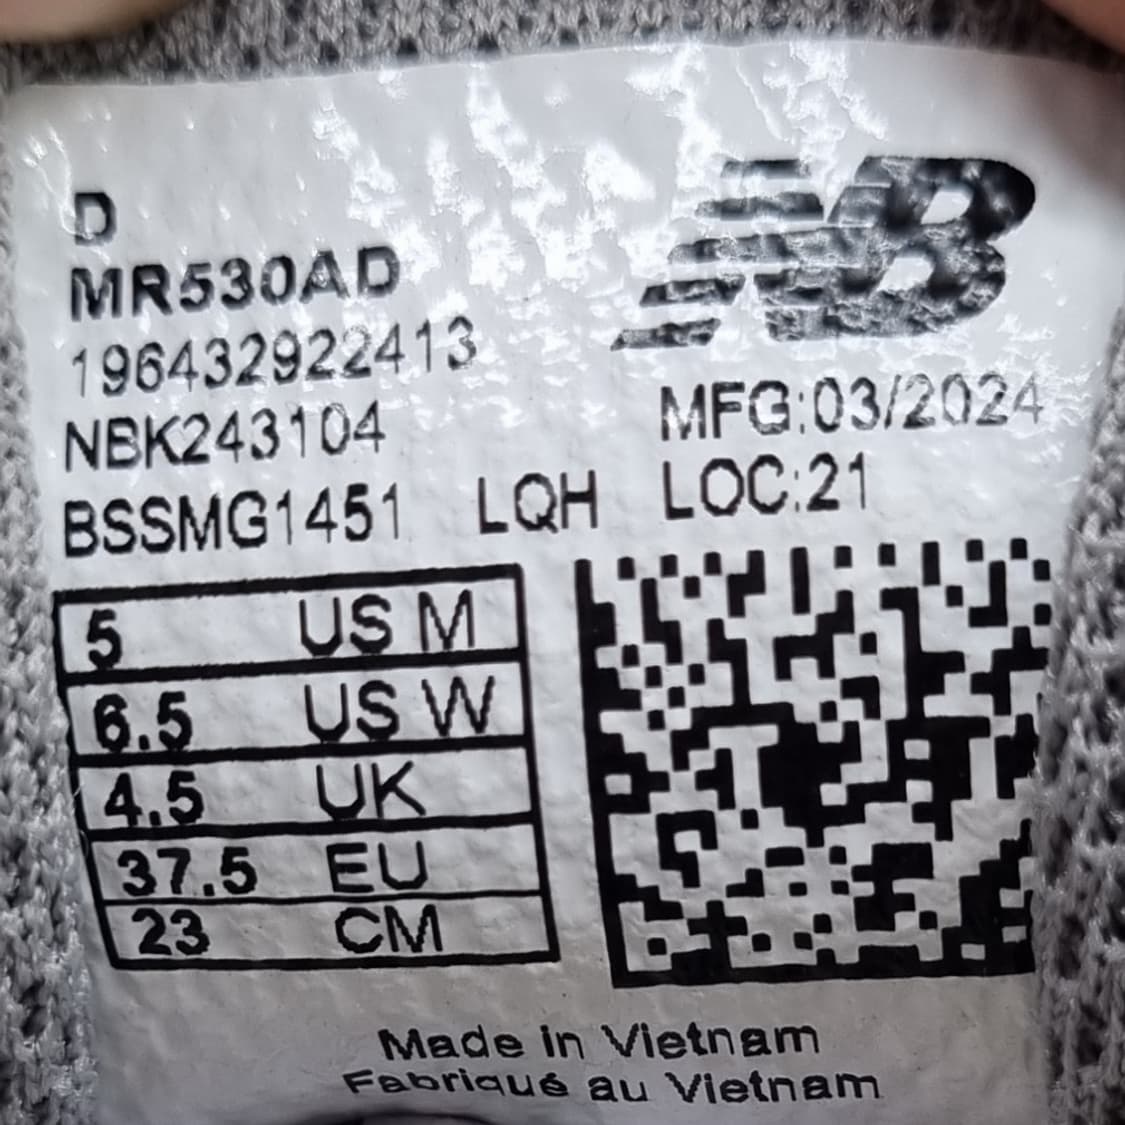 D
MR530AD
196432922413
NBK243104
BSSMG1451 LQH
NB
MFG:03/2024
LOC:21
5 US M
6.5 US W
4.5 UK
37.5 EU
23 CM
Made in Vietnam
Fabriqué au Vietnam